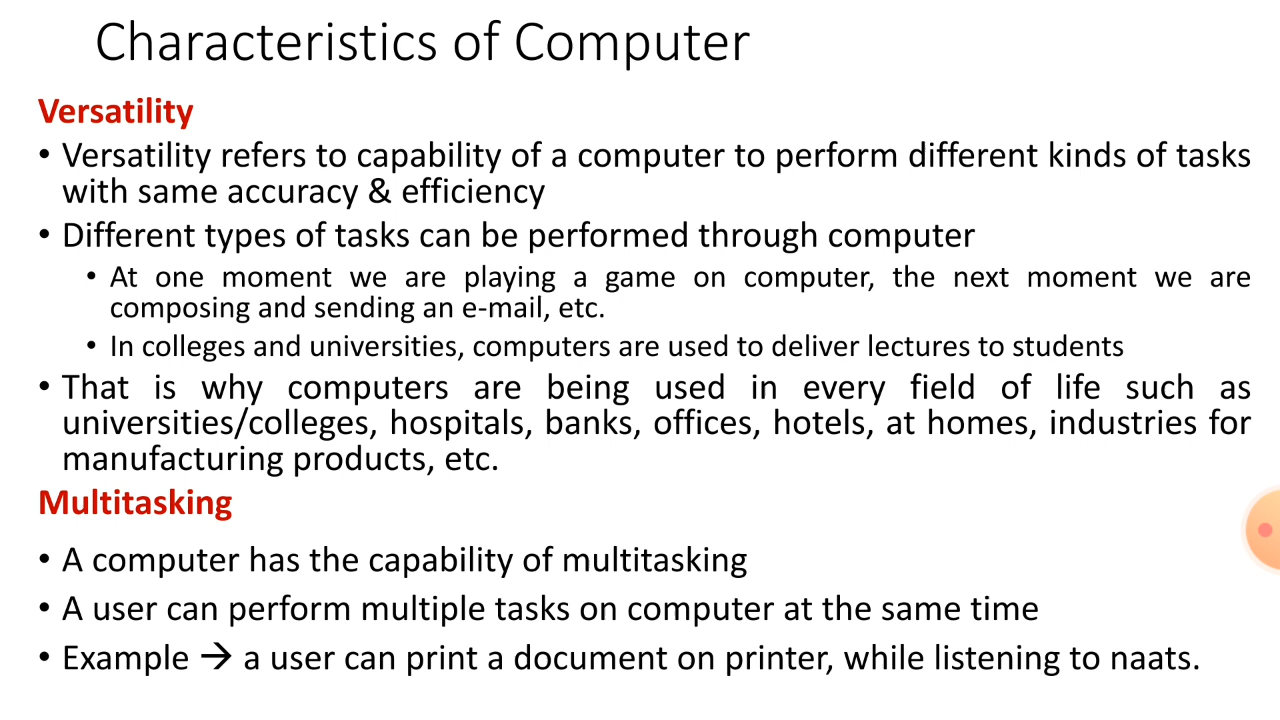 Characteristics of Computer
Versatility
• Versatility refers to capability of a computer to perform different kinds of tasks
with same accuracy & efficiency
• Different types of tasks can be performed through computer
• At one moment we are playing a game on computer, the next moment we are
composing and sending an e-mail, etc.
• In colleges and universities, computers are used to deliver lectures to students
• That is why computers are being used in every field of life such as
universities/colleges, hospitals, banks, offices, hotels, at homes, industries for
manufacturing products, etc.
Multitasking
• A computer has the capability of multitasking
• A user can perform multiple tasks on computer at the same time
• Example → a user can print a document on printer, while listening to naats.